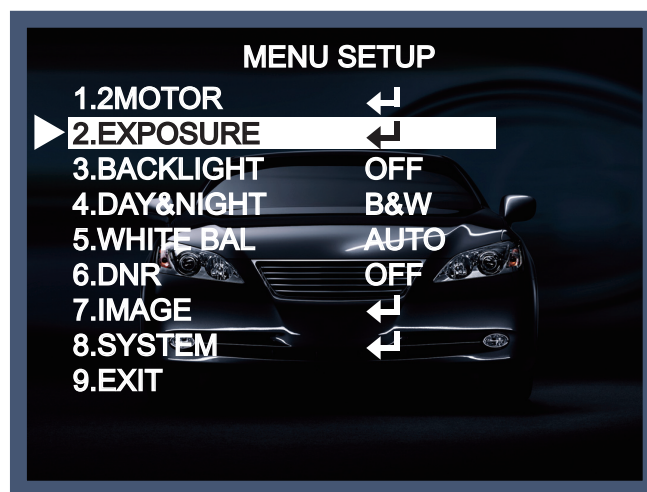 MENU SETUP
1.2MOTOR ↵
2.EXPOSURE ↵
3.BACKLIGHT OFF
4.DAY&NIGHT B&W
5.WHITE BAL AUTO
6.DNR OFF
7.IMAGE ↵
8.SYSTEM ↵
9.EXIT